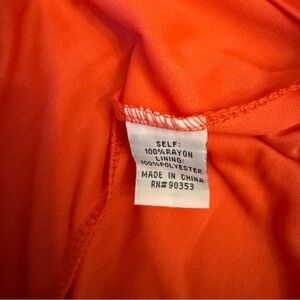 SELF:
100%RAYON
LINING:
100%POLYESTER
MADE IN CHINA
RN#90353